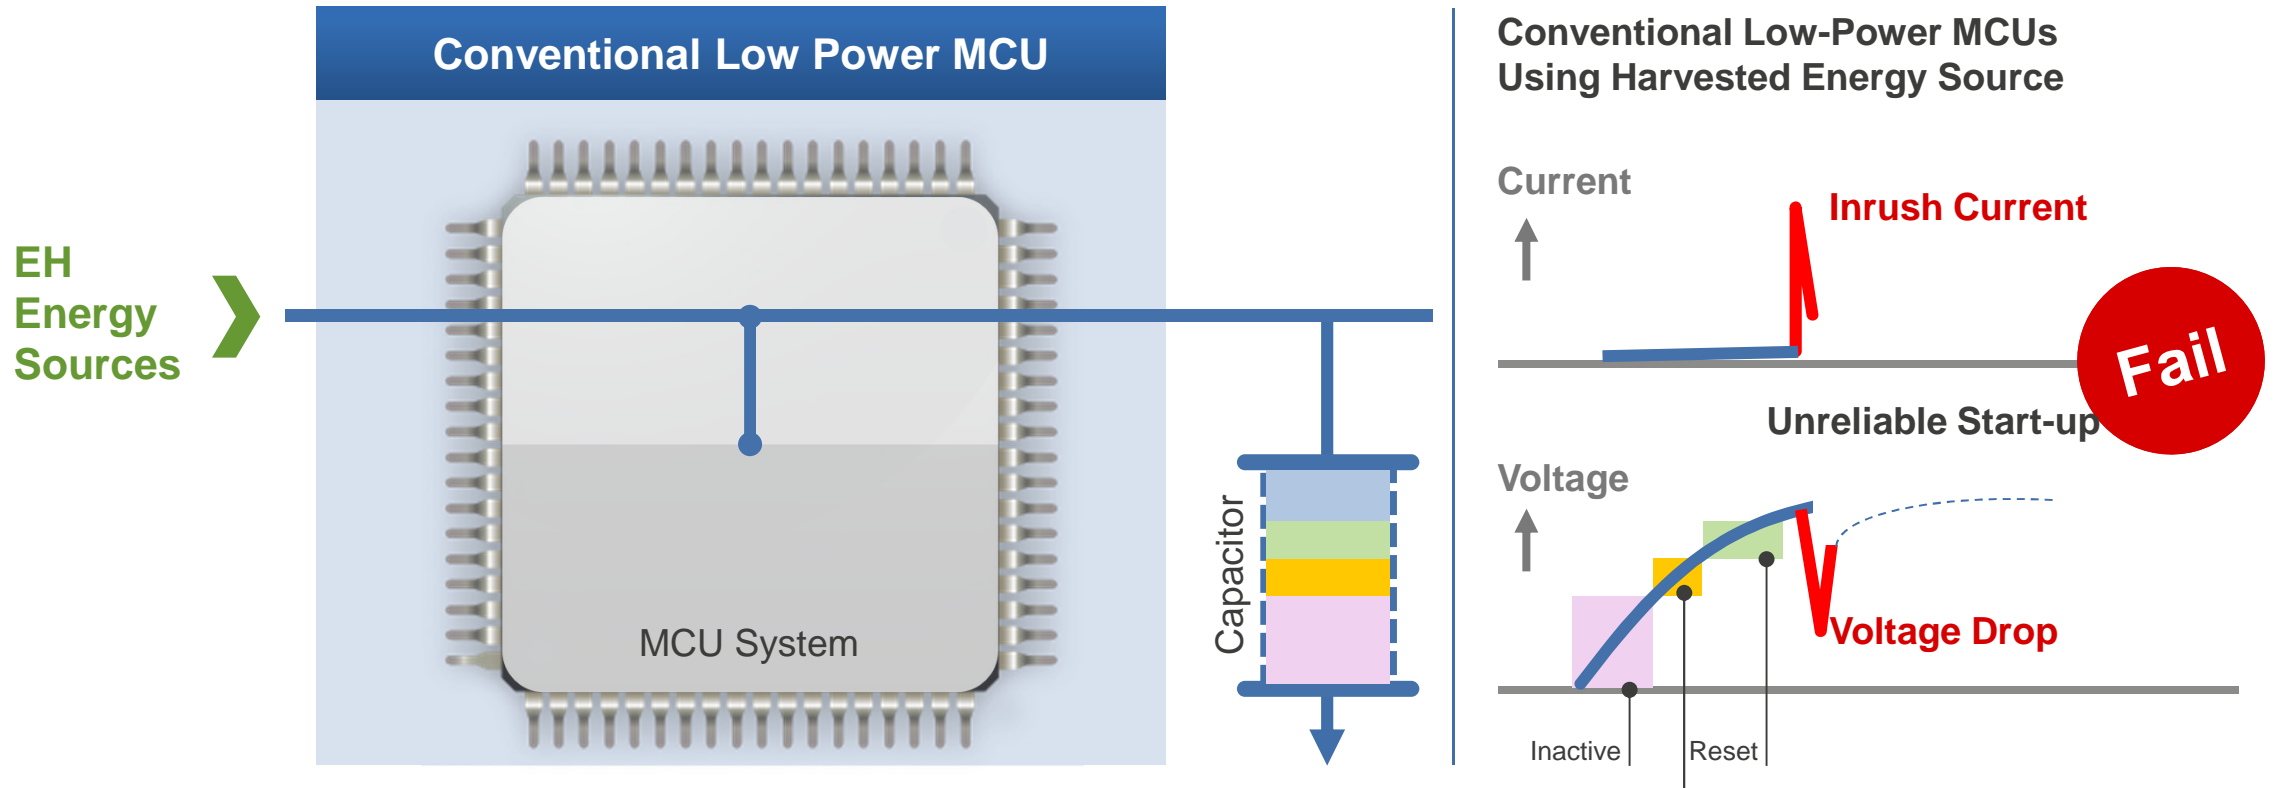 Conventional Low Power MCU
EH
Energy
Sources
MCU System
Capacitor
Conventional Low-Power MCUs
Using Harvested Energy Source
Current
Inrush Current
Fail
Unreliable Start-up
Voltage
Voltage Drop
Inactive
Reset